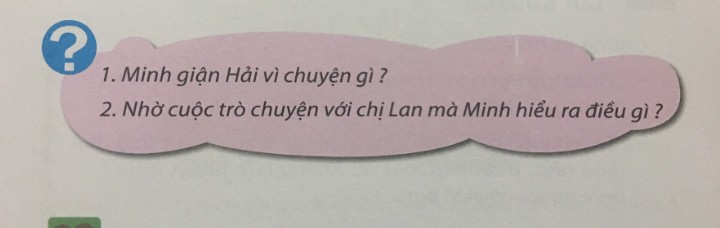 ?
1. Minh giận Hải vì chuyện gì ?
2. Nhờ cuộc trò chuyện với chị Lan mà Minh hiểu ra điều gì ?